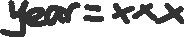 year = xxx